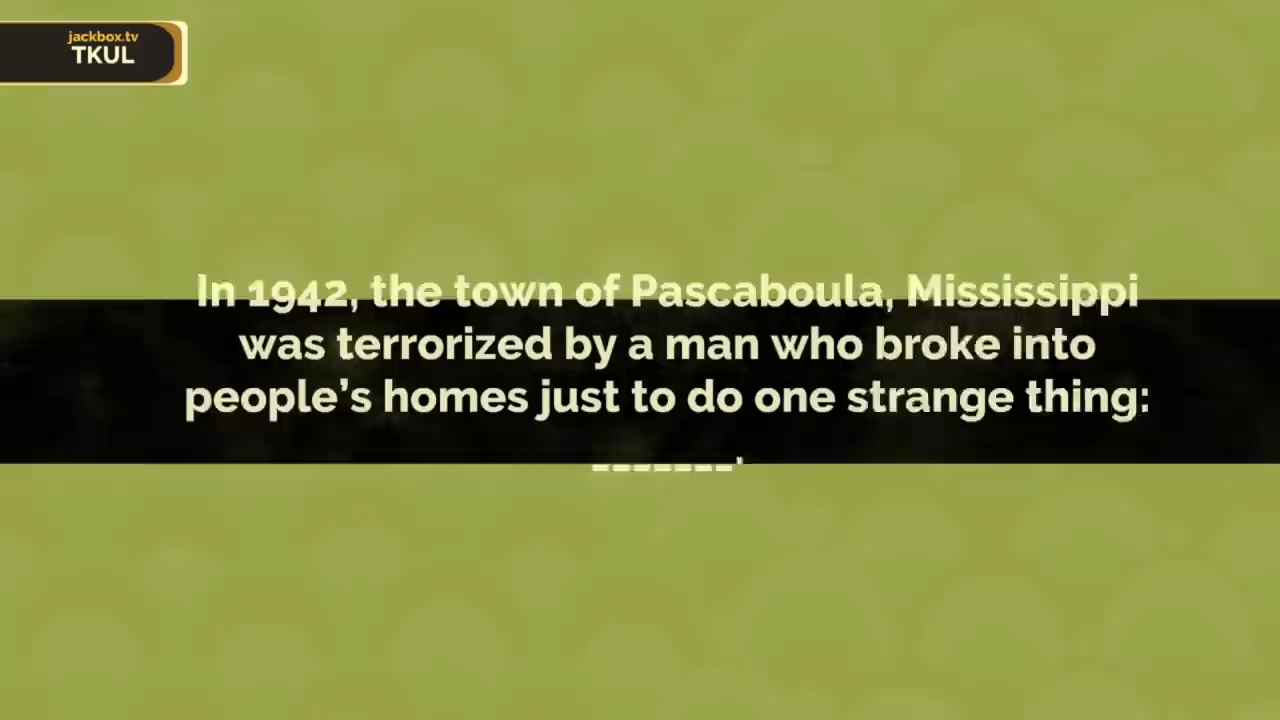 jackbox.tv
TKUL
In 1942, the town of Pascaboula, Mississippi
was terrorized by a man who broke into
people’s homes just to do one strange thing:
_______.